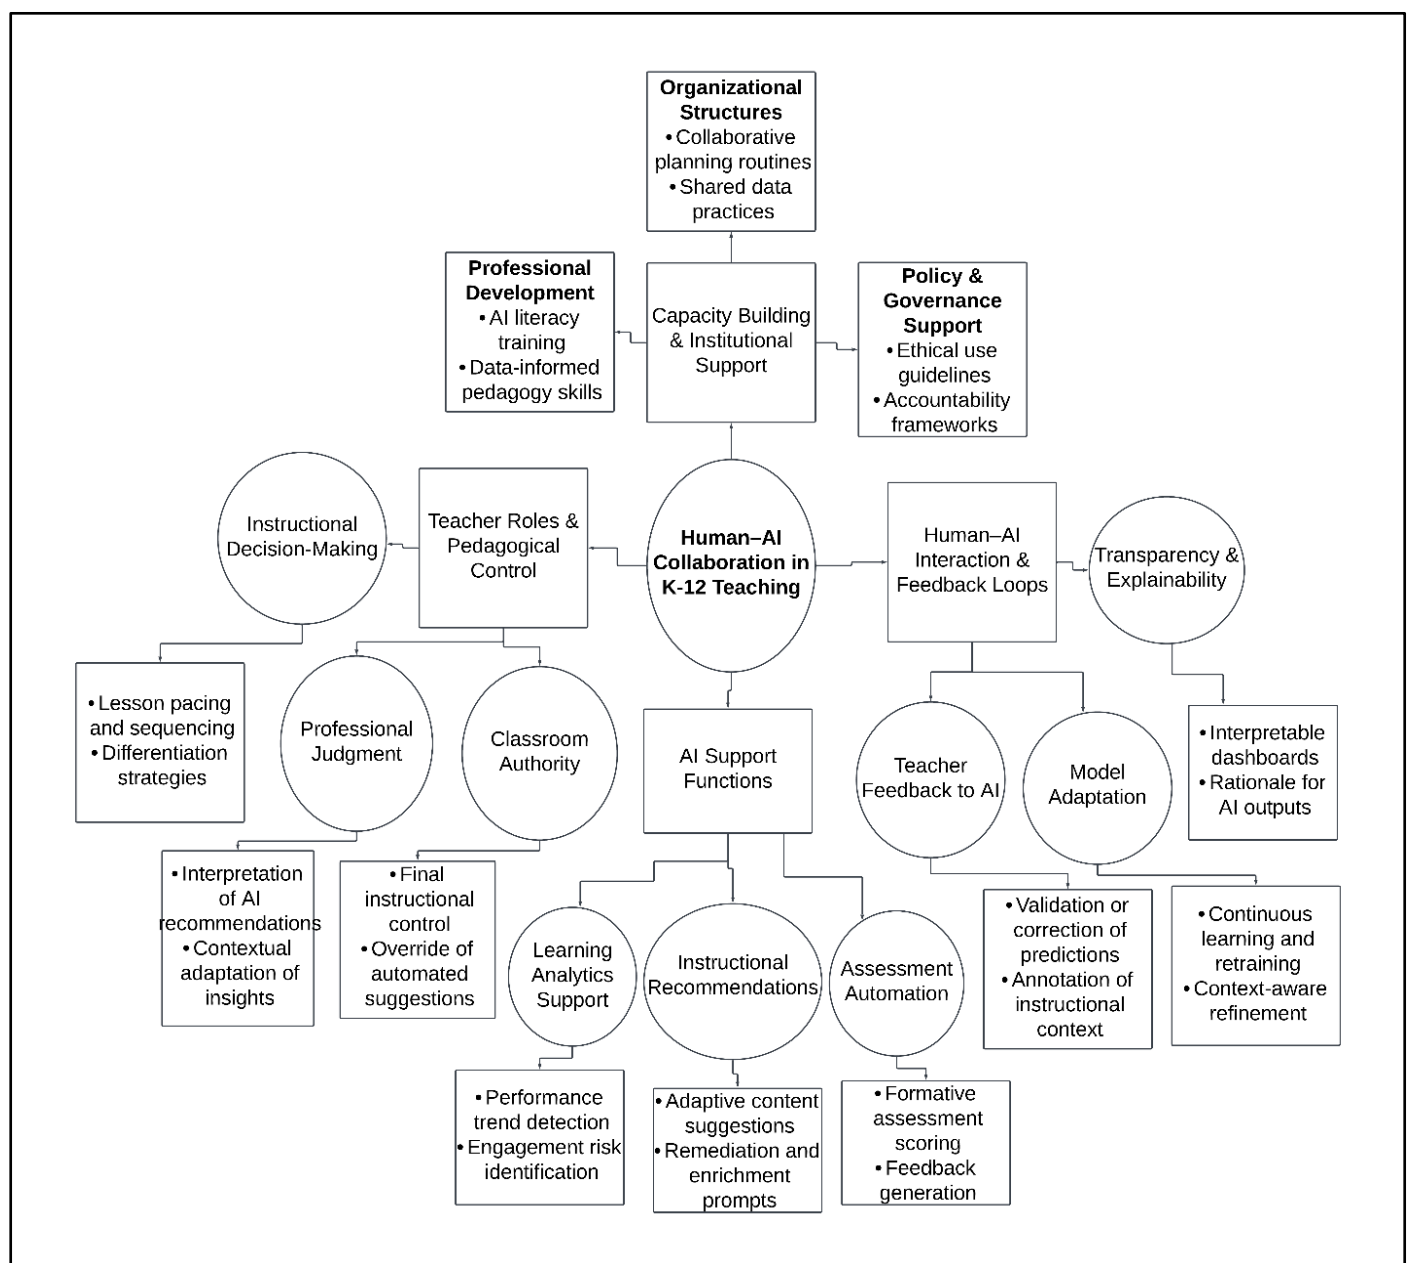 Organizational
Structures
• Collaborative
planning routines
• Shared data
practices
Professional
Development
• AI literacy
training
• Data-informed
pedagogy skills
Capacity Building
& Institutional
Support
Policy &
Governance
Support
• Ethical use
guidelines
• Accountability
frameworks
Instructional
Decision-Making
Teacher Roles &
Pedagogical
Control
Human–AI
Collaboration in
K-12 Teaching
Human–AI
Interaction &
Feedback Loops
Transparency &
Explainability
• Lesson pacing
and sequencing
• Differentiation
strategies
Professional
Judgment
Classroom
Authority
AI Support
Functions
Teacher
Feedback to AI
Model
Adaptation
• Interpretable
dashboards
• Rationale for
AI outputs
• Interpretation
of AI
recommendations
• Contextual
adaptation of
insights
• Final
instructional
control
• Override of
automated
suggestions
Learning
Analytics
Support
Instructional
Recommendations
Assessment
Automation
• Validation or
correction of
predictions
• Annotation of
instructional
context
• Continuous
learning and
retraining
• Context-aware
refinement
• Performance
trend detection
• Engagement risk
identification
• Adaptive content
suggestions
• Remediation and
enrichment
prompts
• Formative
assessment
scoring
• Feedback
generation